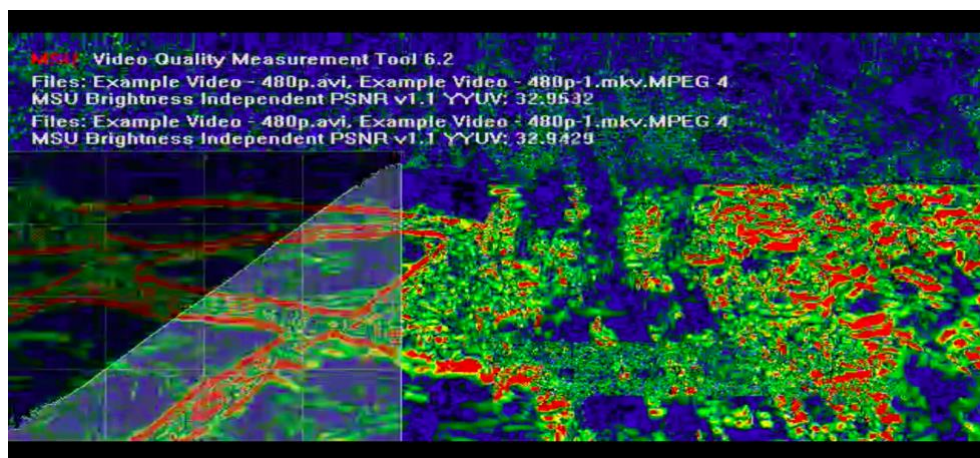 MSU Video Quality Measurement Tool 6.2
Files: Example Video - 480p.avi, Example Video - 480p-1.mkv.MPEG 4
MSU Brightness Independent PSNR v1.1 YYUV: 32.9532
Files: Example Video - 480p.avi, Example Video - 480p-1.mkv.MPEG 4
MSU Brightness Independent PSNR v1.1 YYUV: 32.9429